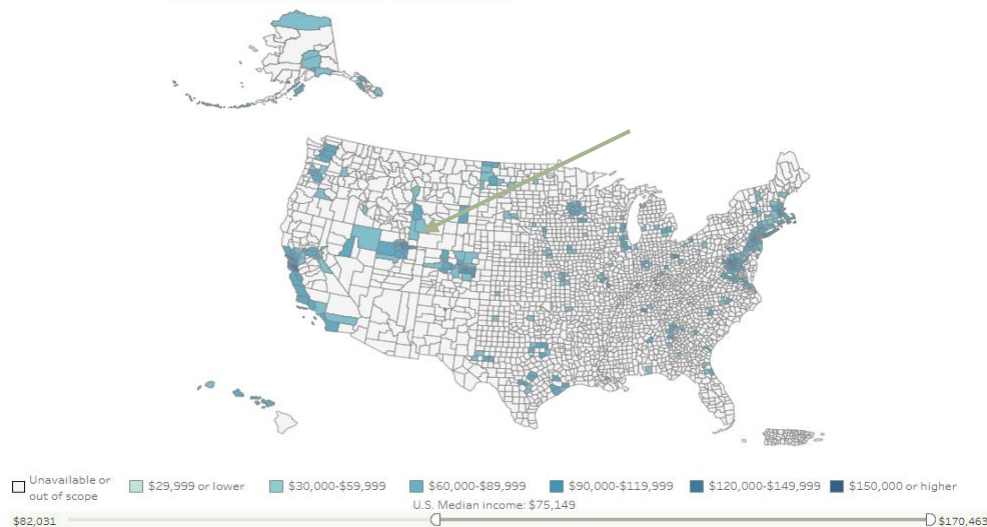 Unavailable or
out of scope
$29,999 or lower
$30,000-$59,999
$60,000-$89,999
$90,000-$119,999
$120,000-$149,999
$150,000 or higher
U.S. Median income: $75,149
$82,031
$170,463